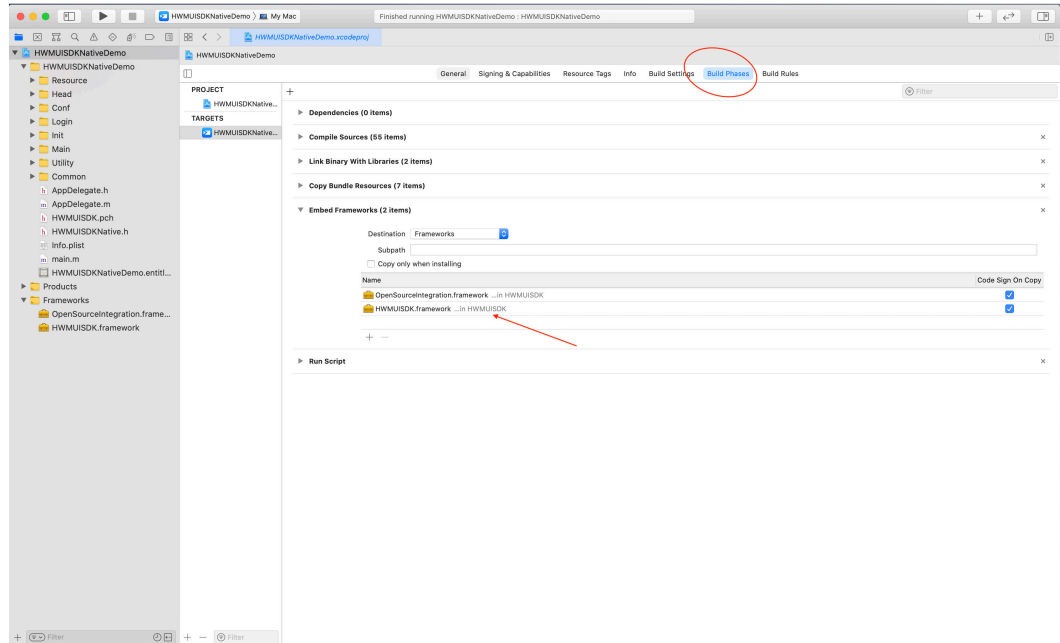 HWMUISDKNativeDemo 〉 My Mac
Finished running HWMUISDKNativeDemo : HWMUISDKNativeDemo
HWMUISDKNativeDemo.xcodeproj
HWMUISDKNativeDemo
HWMUISDKNativeDemo
Resource
Head
Conf
Login
Init
Main
Utility
Common
AppDelegate.h
AppDelegate.m
HWMUISDK.pch
HWMUISDKNative.h
Info.plist
main.m
HWMUISDKNativeDemo.entitl...
Products
Frameworks
OpenSourceIntegration.frame...
HWMUISDK.framework
Filter
HWMUISDKNativeDemo
PROJECT
HWMUISDKNative...
TARGETS
HWMUISDKNative...
Filter
General Signing & Capabilities Resource Tags Info Build Settings Build Phases Build Rules
Filter
Dependencies (0 items)
Compile Sources (55 items)
Link Binary With Libraries (2 items)
Copy Bundle Resources (7 items)
Embed Frameworks (2 items)
Destination Frameworks
Subpath
Copy only when installing
Name Code Sign On Copy
OpenSourceIntegration.framework ...in HWMUISDK
HWMUISDK.framework ...in HWMUISDK
Run Script